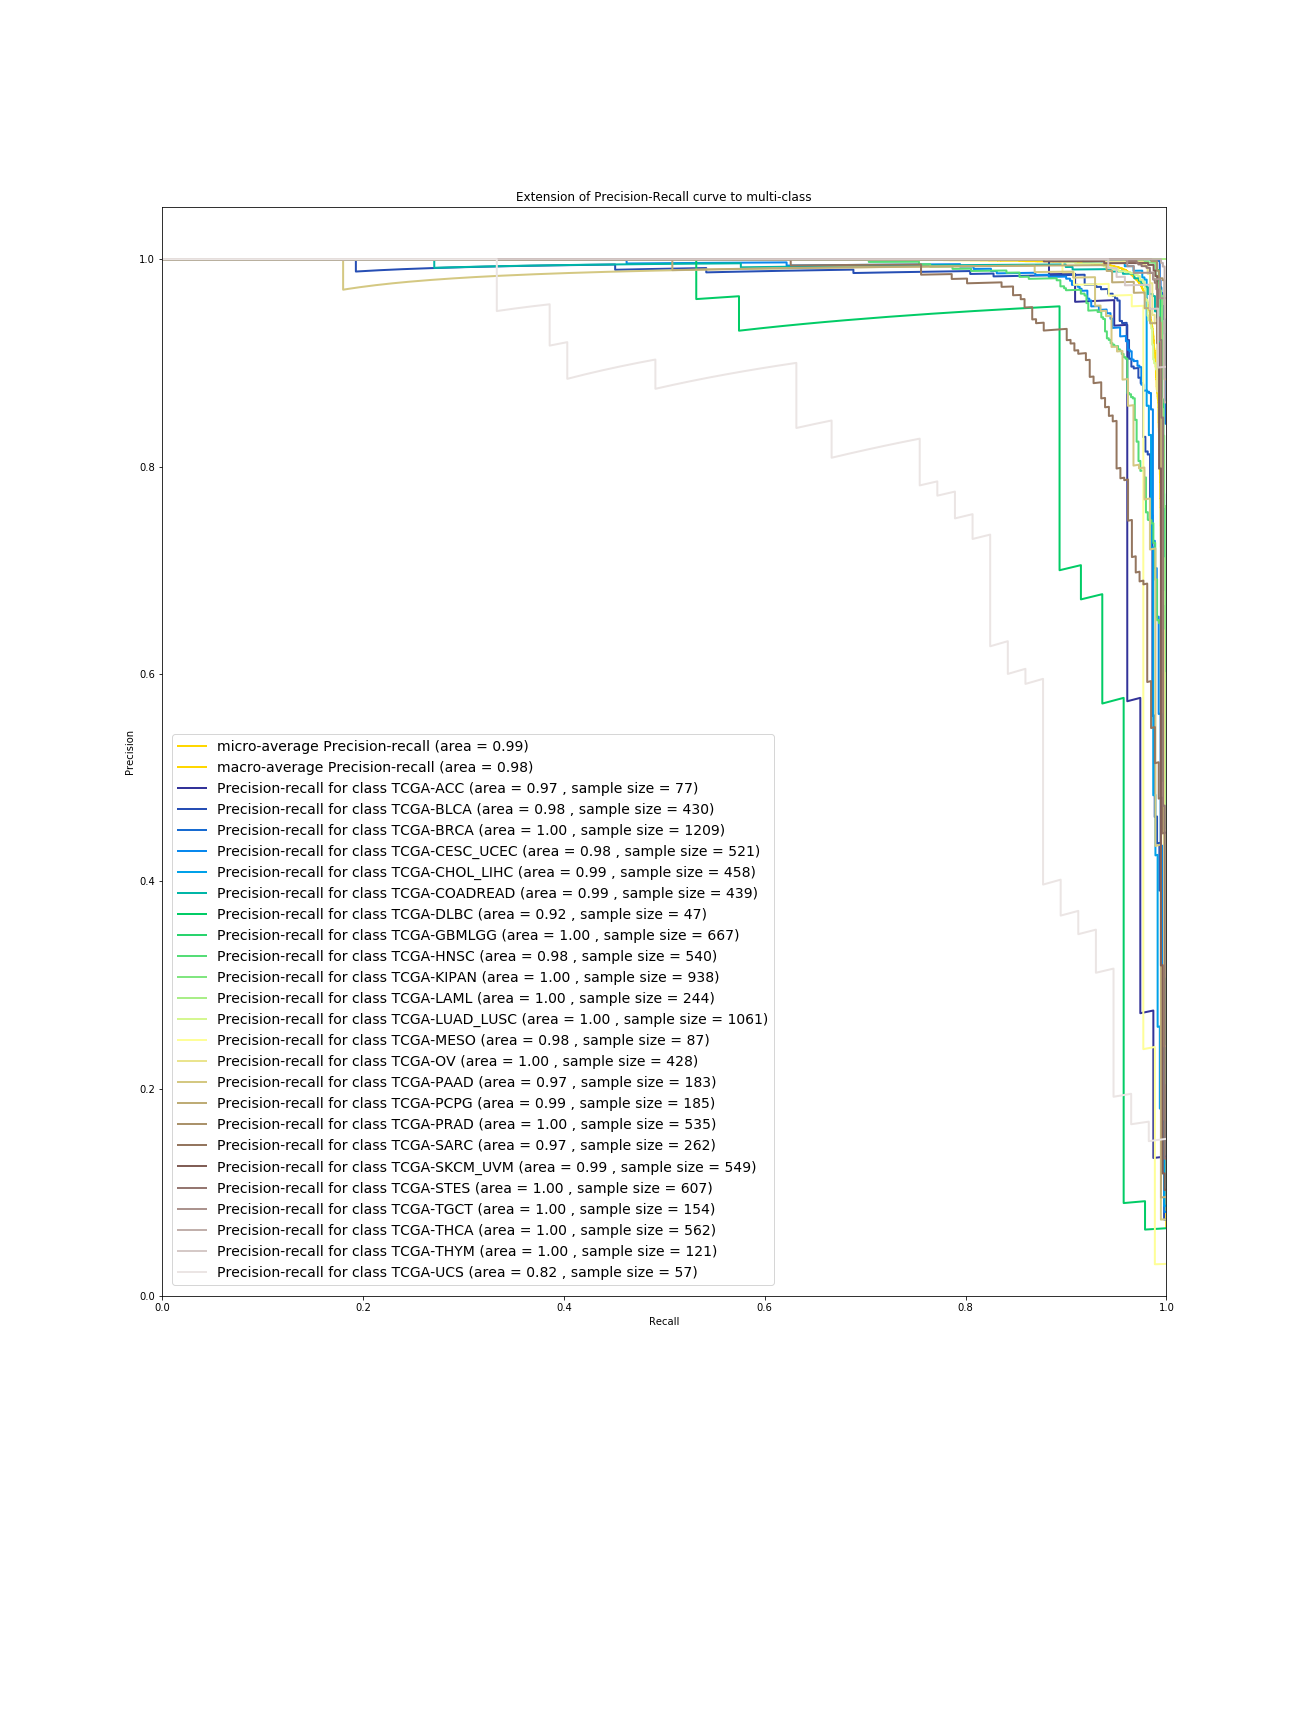 Extension of Precision-Recall curve to multi-class
1.0
0.8
0.6
0.4
0.2
0.0
Precision
micro-average Precision-recall (area = 0.99)
macro-average Precision-recall (area = 0.98)
Precision-recall for class TCGA-ACC (area = 0.97 , sample size = 77)
Precision-recall for class TCGA-BLCA (area = 0.98 , sample size = 430)
Precision-recall for class TCGA-BRCA (area = 1.00 , sample size = 1209)
Precision-recall for class TCGA-CESC_UCEC (area = 0.98 , sample size = 521)
Precision-recall for class TCGA-CHOL_LIHC (area = 0.99 , sample size = 458)
Precision-recall for class TCGA-COADREAD (area = 0.99 , sample size = 439)
Precision-recall for class TCGA-DLBC (area = 0.92 , sample size = 47)
Precision-recall for class TCGA-GBMLGG (area = 1.00 , sample size = 667)
Precision-recall for class TCGA-HNSC (area = 0.98 , sample size = 540)
Precision-recall for class TCGA-KIPAN (area = 1.00 , sample size = 938)
Precision-recall for class TCGA-LAML (area = 1.00 , sample size = 244)
Precision-recall for class TCGA-LUAD_LUSC (area = 1.00 , sample size = 1061)
Precision-recall for class TCGA-MESO (area = 0.98 , sample size = 87)
Precision-recall for class TCGA-OV (area = 1.00 , sample size = 428)
Precision-recall for class TCGA-PAAD (area = 0.97 , sample size = 183)
Precision-recall for class TCGA-PCPG (area = 0.99 , sample size = 185)
Precision-recall for class TCGA-PRAD (area = 1.00 , sample size = 535)
Precision-recall for class TCGA-SARC (area = 0.97 , sample size = 262)
Precision-recall for class TCGA-SKCM_UVM (area = 0.99 , sample size = 549)
Precision-recall for class TCGA-STES (area = 1.00 , sample size = 607)
Precision-recall for class TCGA-TGCT (area = 1.00 , sample size = 154)
Precision-recall for class TCGA-THCA (area = 1.00 , sample size = 562)
Precision-recall for class TCGA-THYM (area = 1.00 , sample size = 121)
Precision-recall for class TCGA-UCS (area = 0.82 , sample size = 57)
0.0 0.2 0.4 0.6 0.8 1.0
Recall